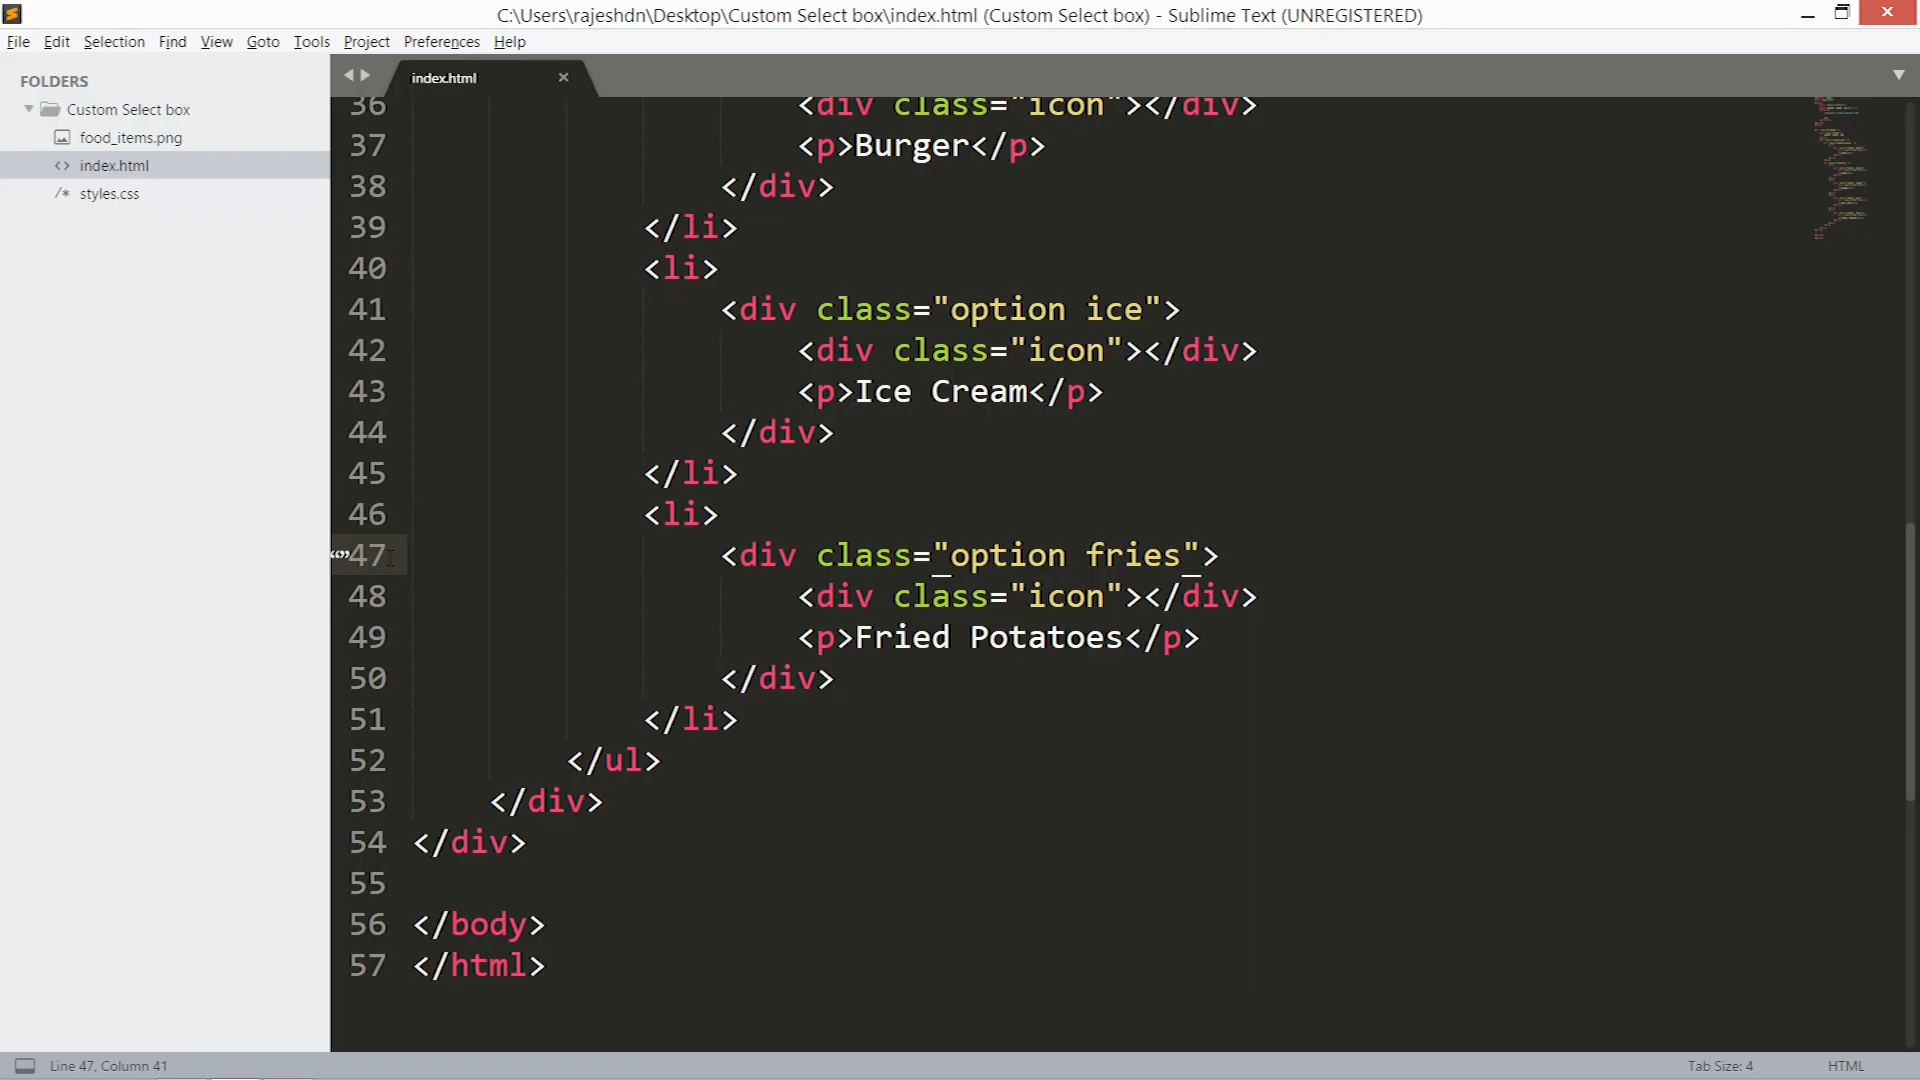 C:\Users\rajeshdn\Desktop\Custom Select box\index.html (Custom Select box) - Sublime Text (UNREGISTERED)
File Edit Selection Find View Goto Tools Project Preferences Help
FOLDERS
Custom Select box
food_items.png
<> index.html
/* styles.css
index.html
36 <div class="icon"></div>
37 <p>Burger</p>
38 </div>
39 </li>
40 <li>
41 <div class="option ice">
42 <div class="icon"></div>
43 <p>Ice Cream</p>
44 </div>
45 </li>
46 <li>
“”47 <div class="option fries">
48 <div class="icon"></div>
49 <p>Fried Potatoes</p>
50 </div>
51 </li>
52 </ul>
53 </div>
54 </div>
55
56 </body>
57 </html>
Line 47, Column 41
Tab Size: 4
HTML